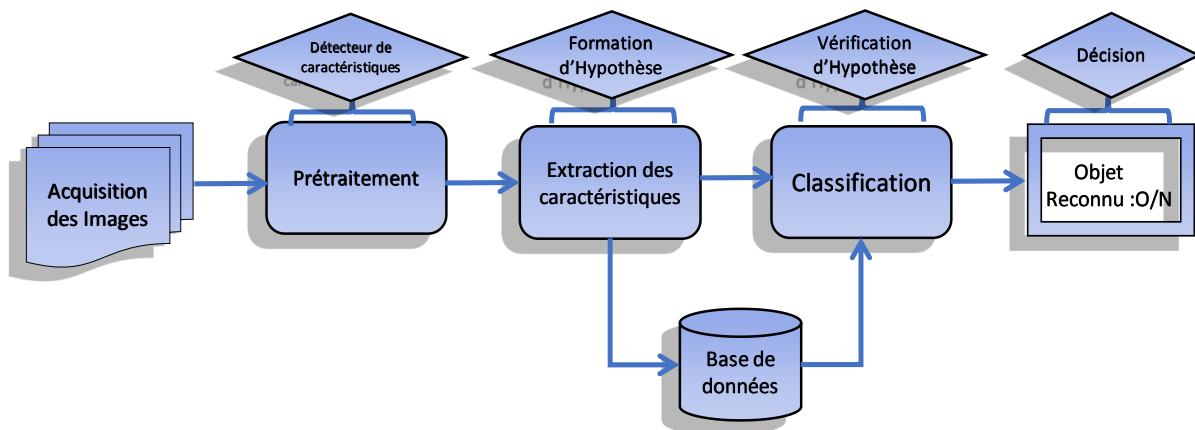 Détecteur de
caractéristiques
Formation
d'Hypothèse
Vérification
d'Hypothèse
Décision
Acquisition
des Images
Prétraitement
Extraction des
caractéristiques
Classification
Objet
Reconnu :O/N
Base de
données